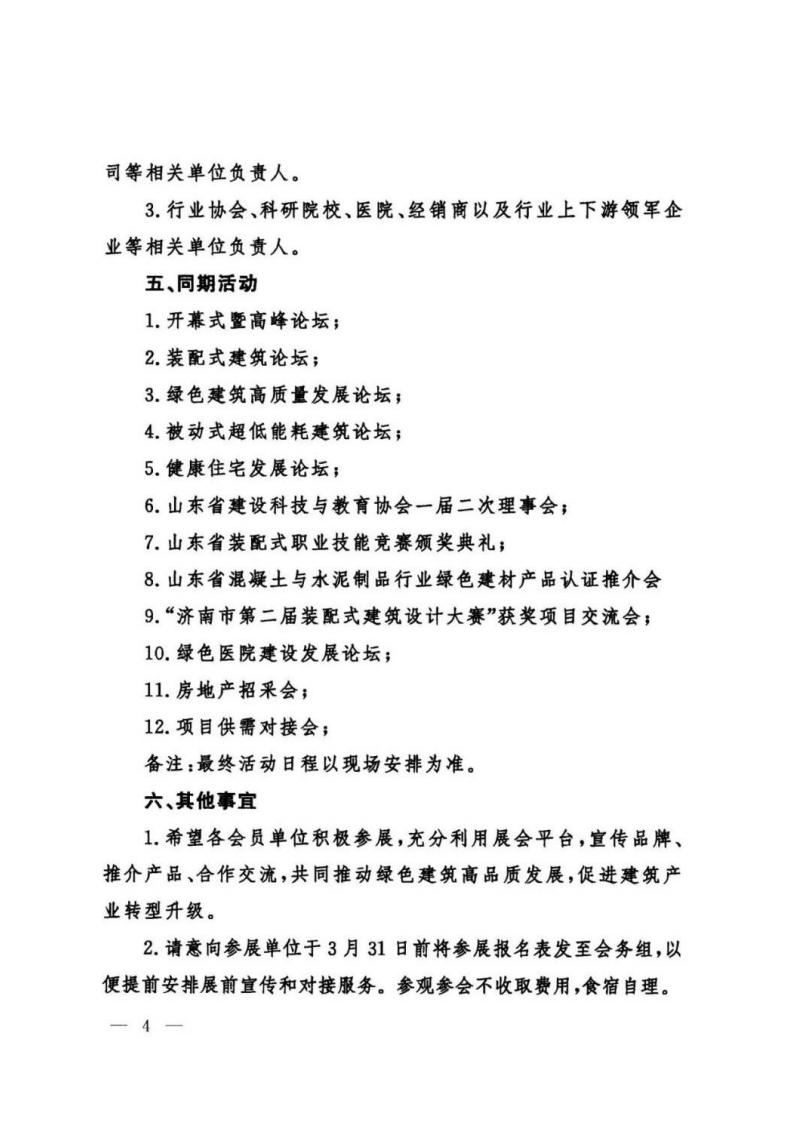 司等相关单位负责人。
3.行业协会、科研院校、医院、经销商以及行业上下游领军企
业等相关单位负责人。
五、同期活动
1.开幕式暨高峰论坛；
2.装配式建筑论坛；
3.绿色建筑高质量发展论坛；
4.被动式超低能耗建筑论坛；
5.健康住宅发展论坛；
6.山东省建设科技与教育协会一届二次理事会；
7.山东省装配式职业技能竞赛颁奖典礼；
8.山东省混凝土与水泥制品行业绿色建材产品认证推介会
9.“济南市第二届装配式建筑设计大赛”获奖项目交流会；
10.绿色医院建设发展论坛；
11.房地产招采会；
12.项目供需对接会；
备注：最终活动日程以现场安排为准。
六、其他事宜
1.希望各会员单位积极参展，充分利用展会平台，宣传品牌、
推介产品、合作交流，共同推动绿色建筑高品质发展，促进建筑产
业转型升级。
2.请意向参展单位于3月31日前将参展报名表发至会务组，以
便提前安排展前宣传和对接服务。参观参会不收取费用，食宿自理。
— 4 —